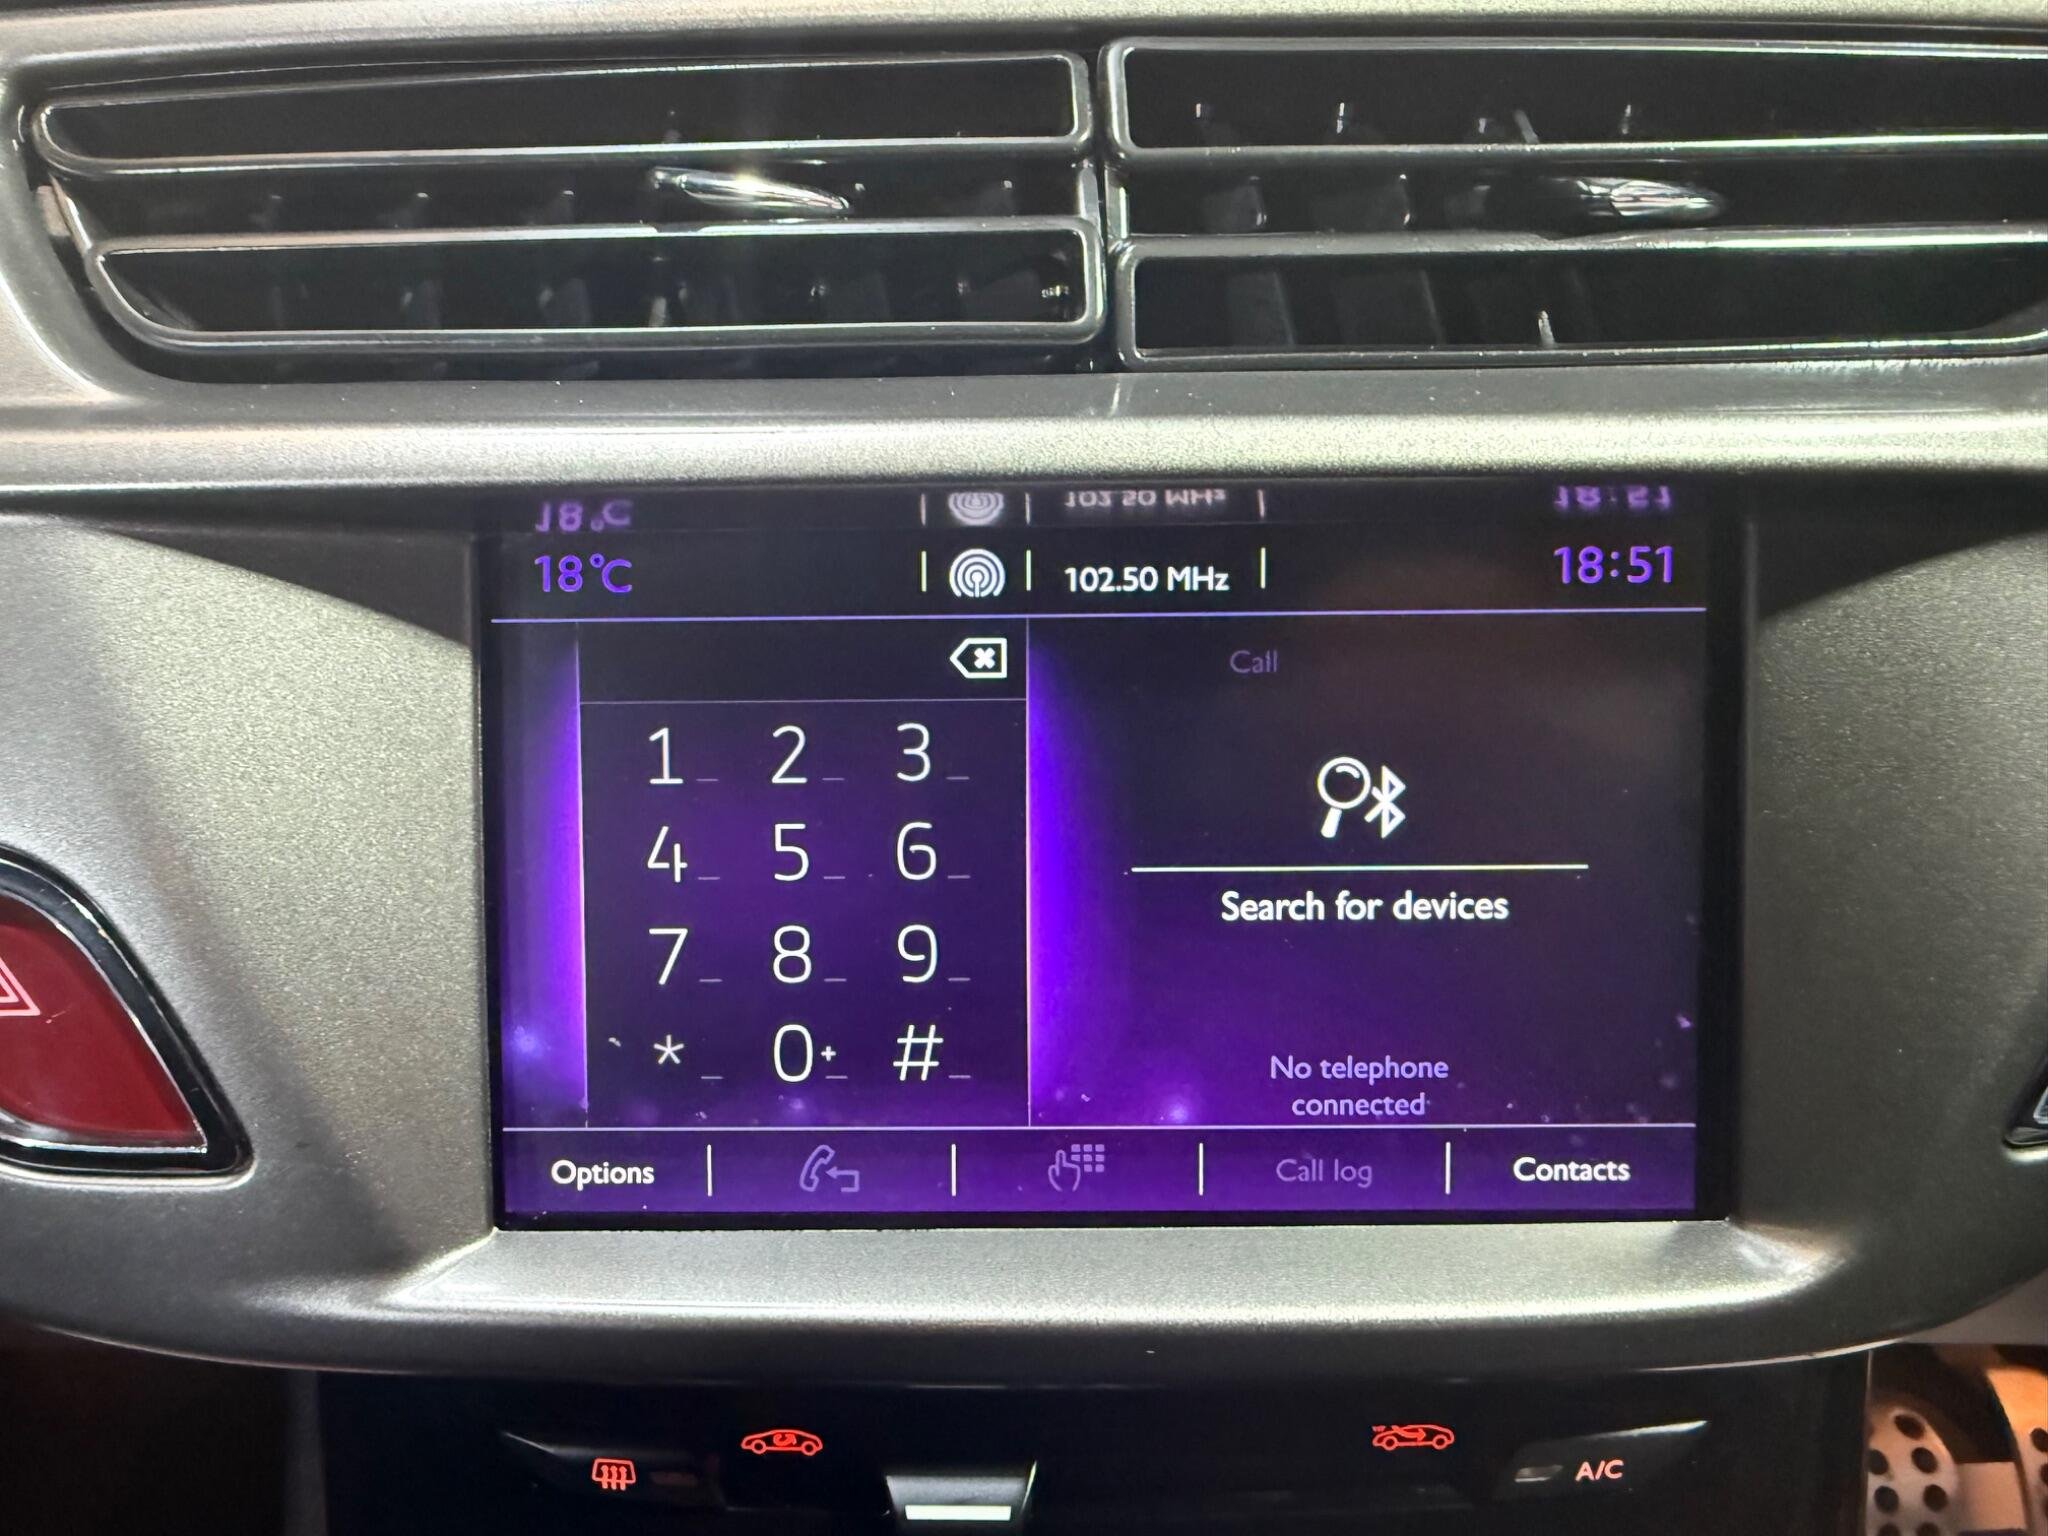 18°C 102.50 MHz 18:51
Call
1 2 3
4 5 6
7 8 9
* 0+ #
Search for devices
No telephone
connected
Options Call log Contacts
A/C